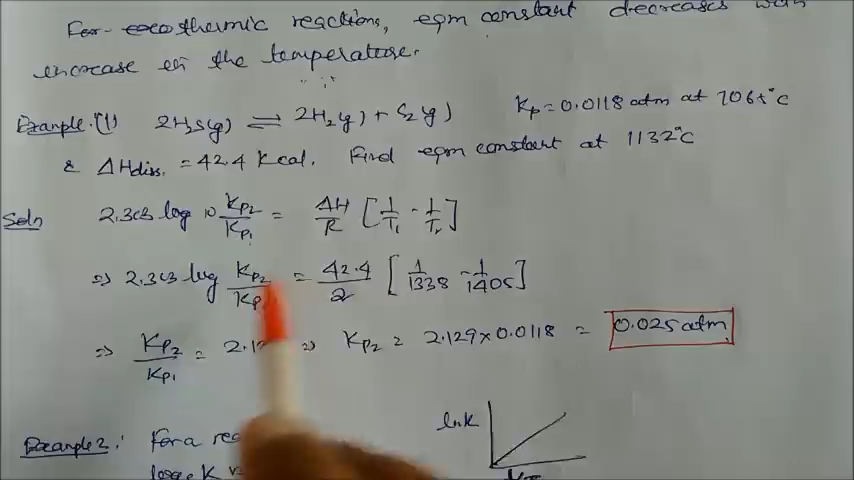 For exothermic reactions, eqm constant decreases with
increase in the temperature.
Example.(1) 2H2S(g) ⇌ 2H2(g) + S2(g) Kp = 0.0118 atm at 1065°C
& ΔHdiss. = 42.4 Kcal. Find eqm constant at 1132°C
Soln 2.303 log 10 Kp2/Kp1 = ΔH/R [1/T1 - 1/T2]
⇒ 2.303 log Kp2/Kp1 = 42.4/2 [1/1338 - 1/1405]
⇒ Kp2/Kp1 = 2.12 ⇒ Kp2 = 2.129 × 0.0118 = 0.025 atm
Example 2: For a
lnK